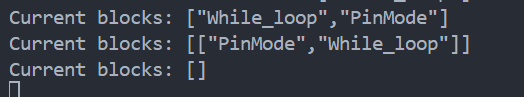 Current blocks: ["While_loop","PinMode"]
Current blocks: [["PinMode","While_loop"]]
Current blocks: []